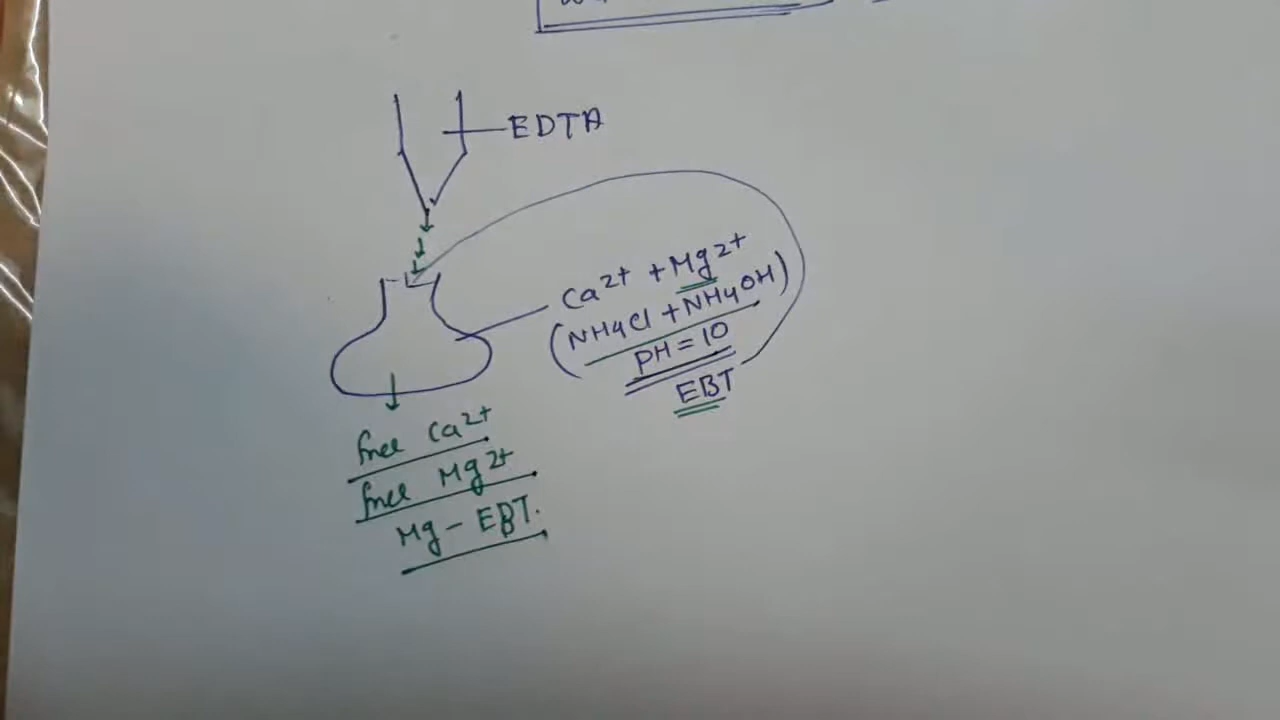 EDTA
Ca2+ + Mg2+
(NH4Cl + NH4OH)
PH = 10
EBT
free Ca2+
free Mg2+
Mg - EBT.